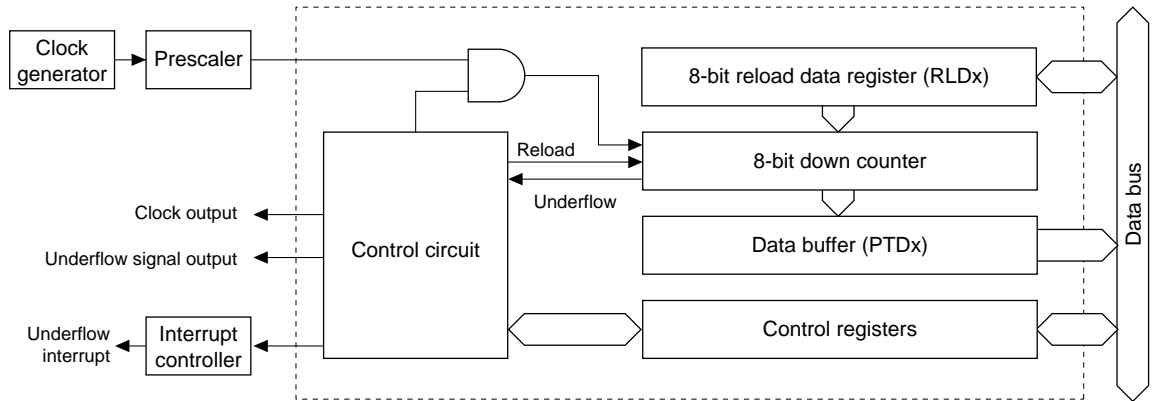 Clock
generator
Prescaler
8-bit reload data register (RLDx)
Reload
8-bit down counter
Underflow
Clock output
Control circuit
Data buffer (PTDx)
Underflow signal output
Control registers
Underflow
interrupt
Interrupt
controller
Data bus